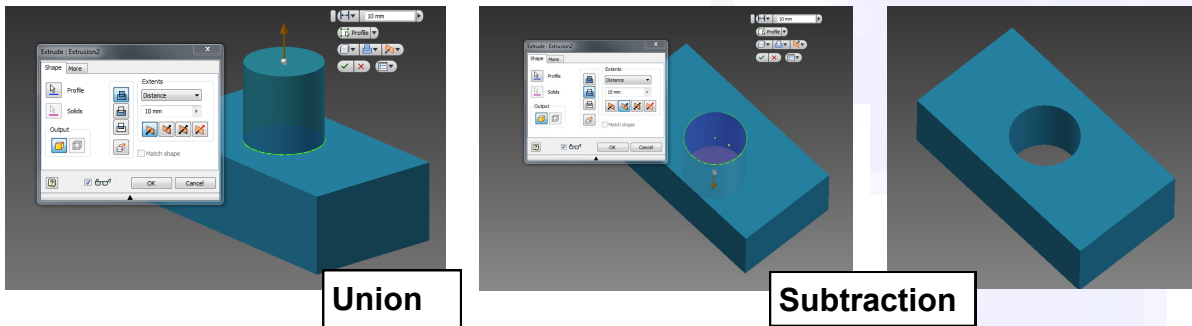 10 mm
Profile
Extrude : Extrusion2
X
Shape
More
Extents
Profile
Distance
Solids
10 mm
Output
Match shape
?
OK
Cancel
Union
10 mm
Profile
Extrude : Extrusion2
X
Shape
More
Extents
Profile
Distance
Solids
10 mm
Output
Match shape
?
OK
Cancel
Subtraction